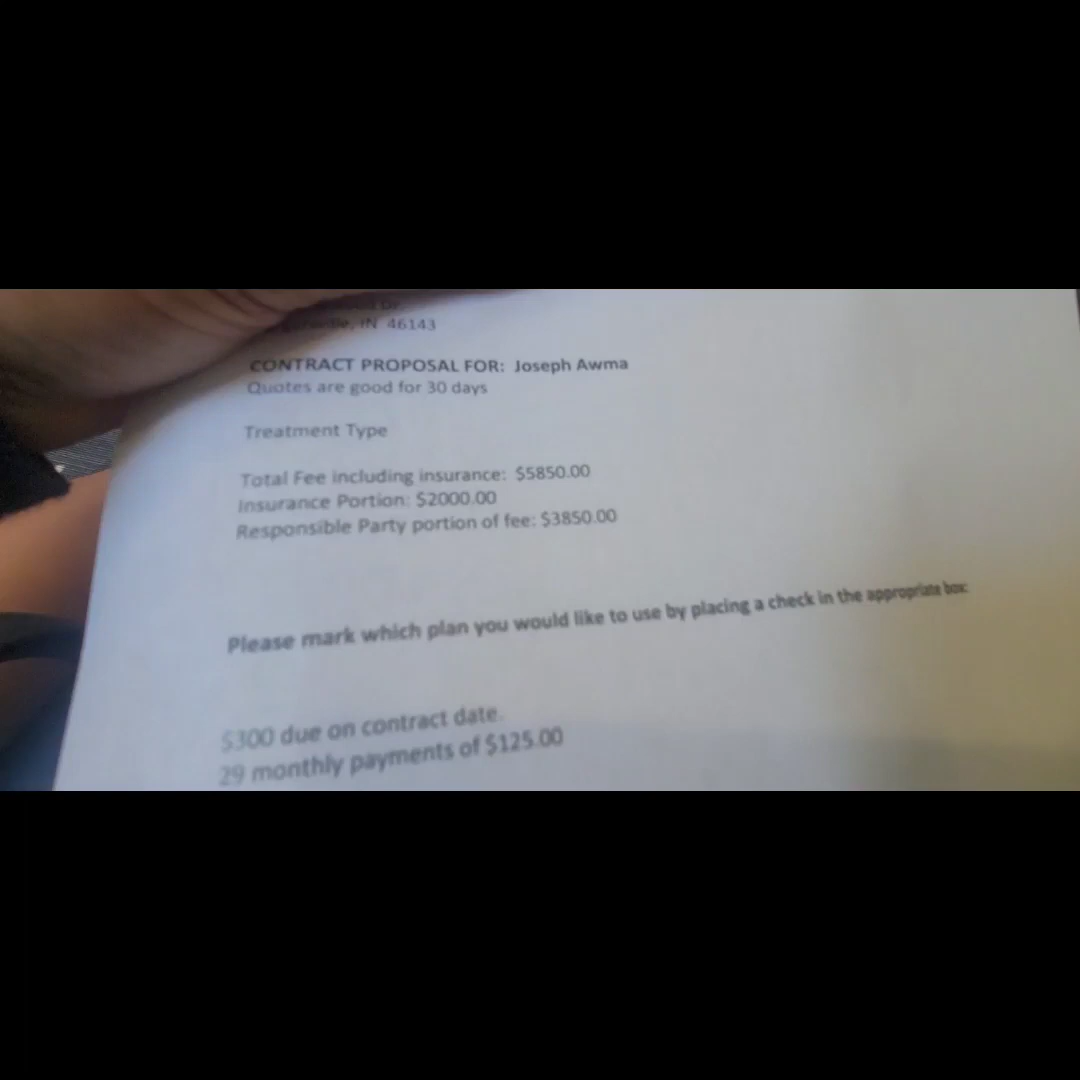 IN 46143
CONTRACT PROPOSAL FOR: Joseph Awma
Quotes are good for 30 days
Treatment Type
Total Fee including insurance: $5850.00
Insurance Portion: $2000.00
Responsible Party portion of fee: $3850.00
Please mark which plan you would like to use by placing a check in the appropriate box:
$300 due on contract date.
29 monthly payments of $125.00